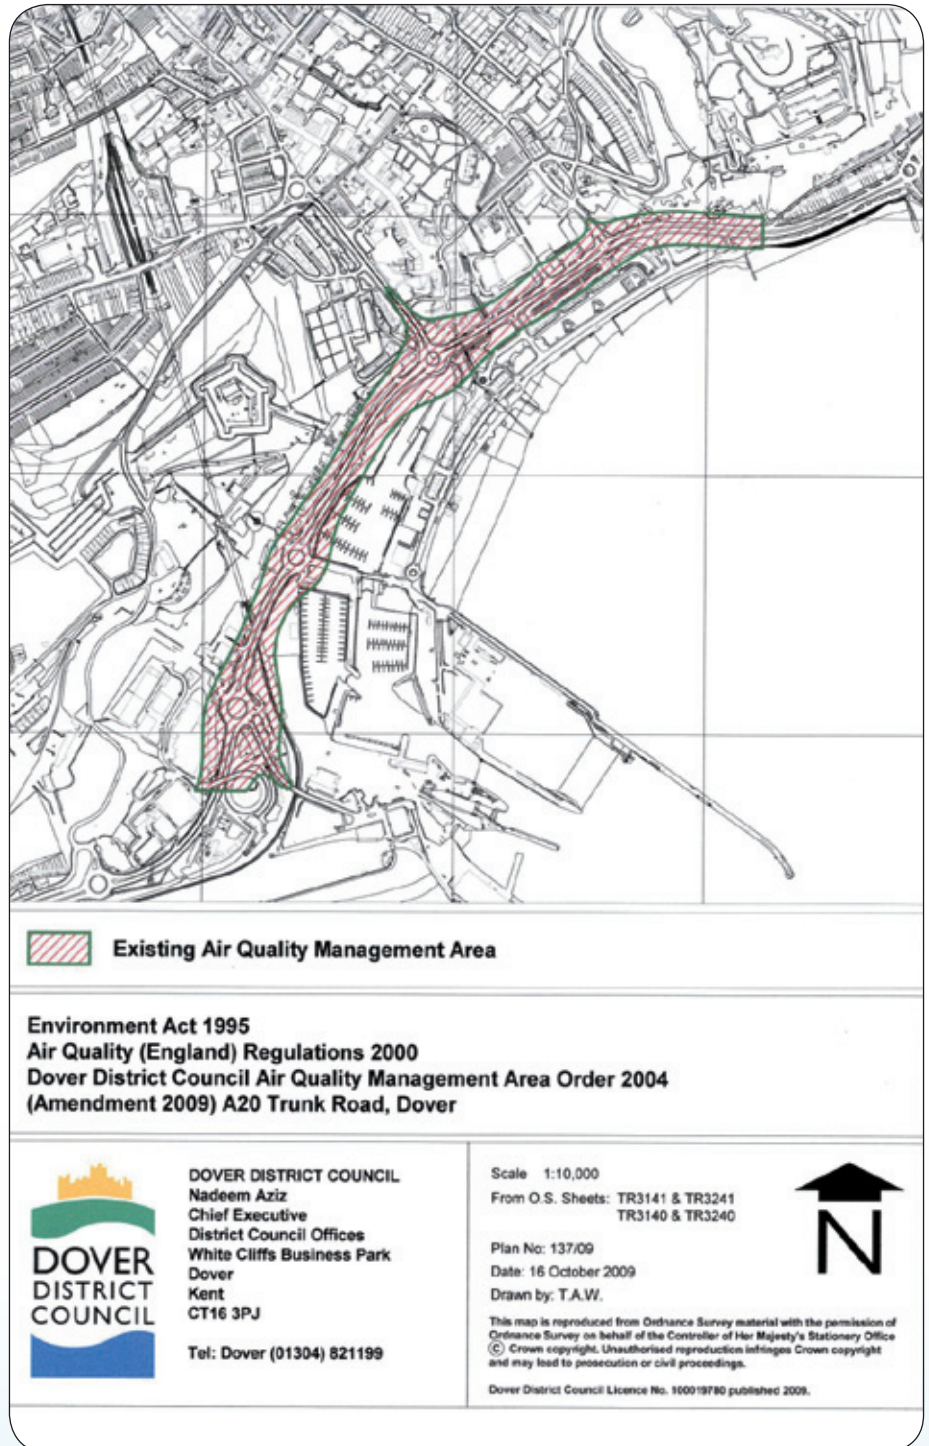 Existing Air Quality Management Area
Environment Act 1995
Air Quality (England) Regulations 2000
Dover District Council Air Quality Management Area Order 2004
(Amendment 2009) A20 Trunk Road, Dover
DOVER
DISTRICT
COUNCIL
DOVER DISTRICT COUNCIL
Nadeem Aziz
Chief Executive
District Council Offices
White Cliffs Business Park
Dover
Kent
CT16 3PJ
Tel: Dover (01304) 821199
Scale 1:10,000
From O.S. Sheets: TR3141 & TR3241
TR3140 & TR3240
Plan No: 137/09
Date: 16 October 2009
Drawn by: T.A.W.
This map is reproduced from Ordnance Survey material with the permission of
Ordnance Survey on behalf of the Controller of Her Majesty's Stationery Office
© Crown copyright. Unauthorised reproduction infringes Crown copyright
and may lead to prosecution or civil proceedings.
Dover District Council Licence No. 100019780 published 2009.
N